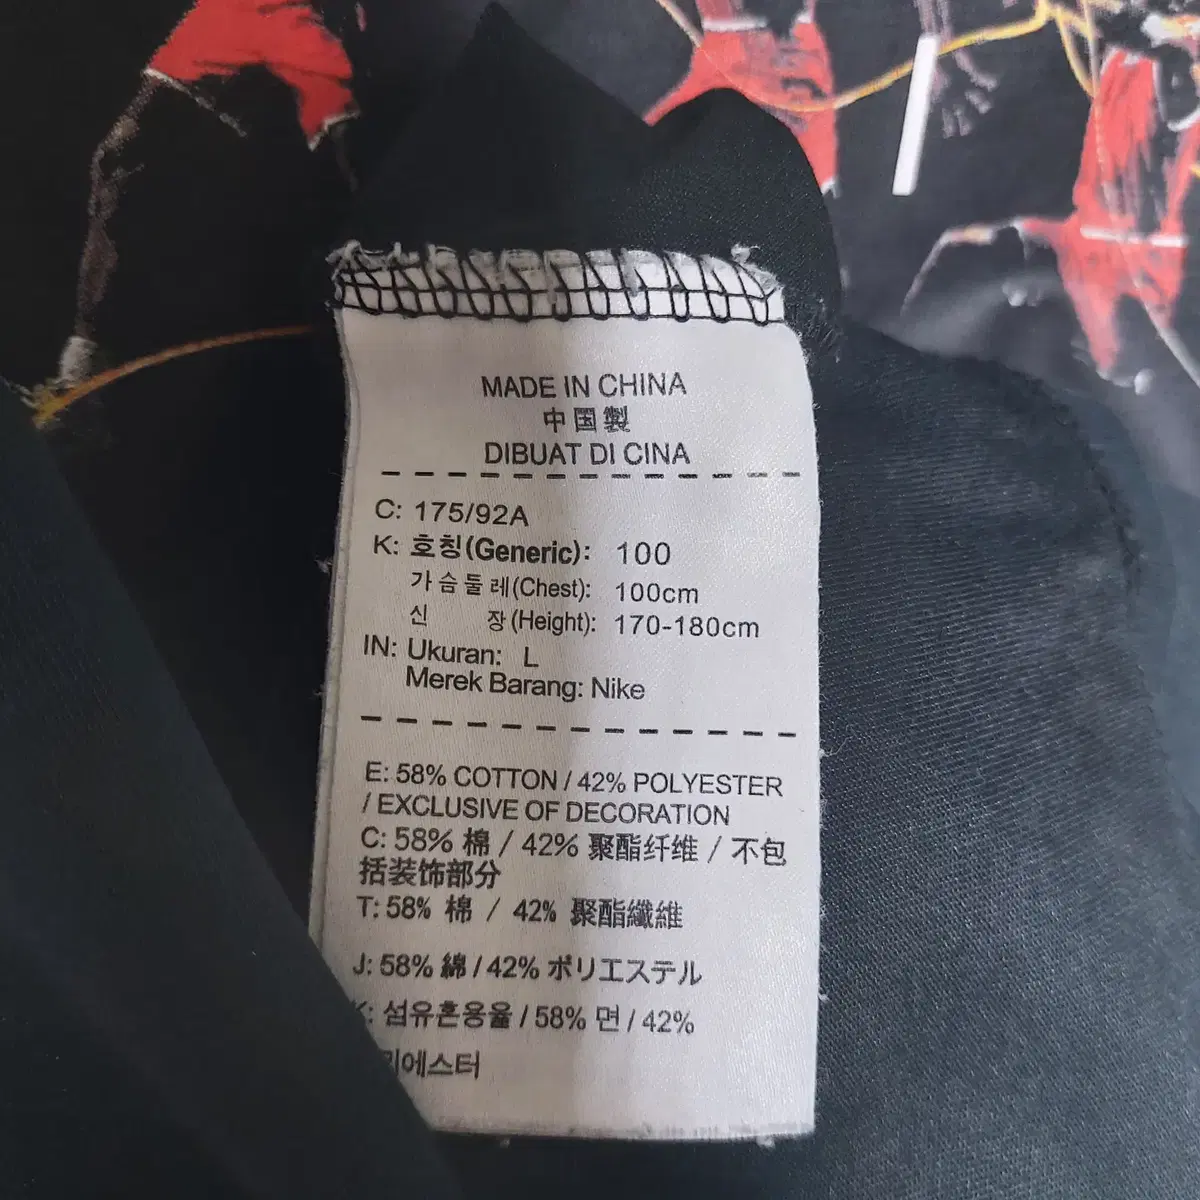 MADE IN CHINA
中国製
DIBUAT DI CINA
C: 175/92A
K: 호칭(Generic): 100
가슴둘레(Chest): 100cm
신 장(Height): 170-180cm
IN: Ukuran: L
Merek Barang: Nike
E: 58% COTTON / 42% POLYESTER
/ EXCLUSIVE OF DECORATION
C: 58% 棉 / 42% 聚酯纤维 / 不包
括装饰部分
T: 58% 棉 / 42% 聚酯纖維
J: 58% 綿 / 42% ポリエステル
K: 섬유혼용율 / 58% 면 / 42%
리에스터